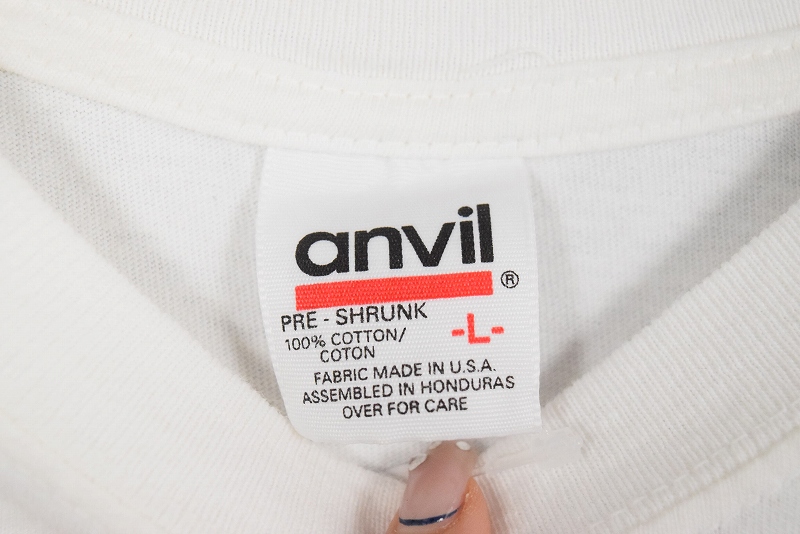 anvil
®
PRE - SHRUNK
-L-
100% COTTON/
COTON
FABRIC MADE IN U.S.A.
ASSEMBLED IN HONDURAS
OVER FOR CARE